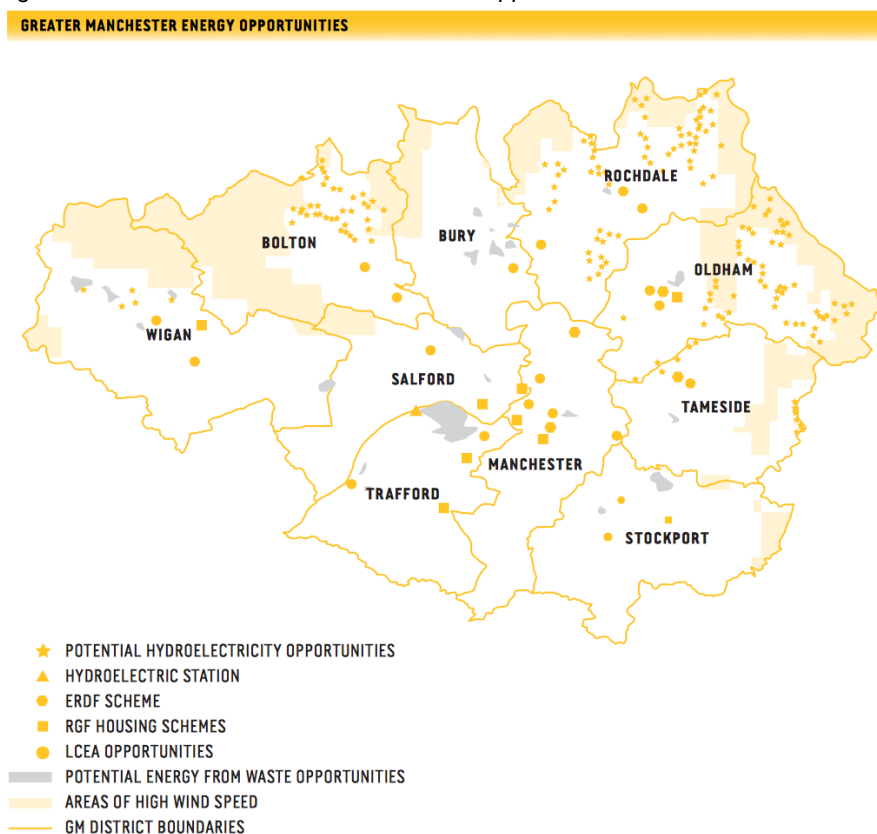 GREATER MANCHESTER ENERGY OPPORTUNITIES
ROCHDALE
BURY
BOLTON
OLDHAM
WIGAN
SALFORD
TAMESIDE
MANCHESTER
TRAFFORD
STOCKPORT
POTENTIAL HYDROELECTRICITY OPPORTUNITIES
HYDROELECTRIC STATION
ERDF SCHEME
RGF HOUSING SCHEMES
LCEA OPPORTUNITIES
POTENTIAL ENERGY FROM WASTE OPPORTUNITIES
AREAS OF HIGH WIND SPEED
GM DISTRICT BOUNDARIES